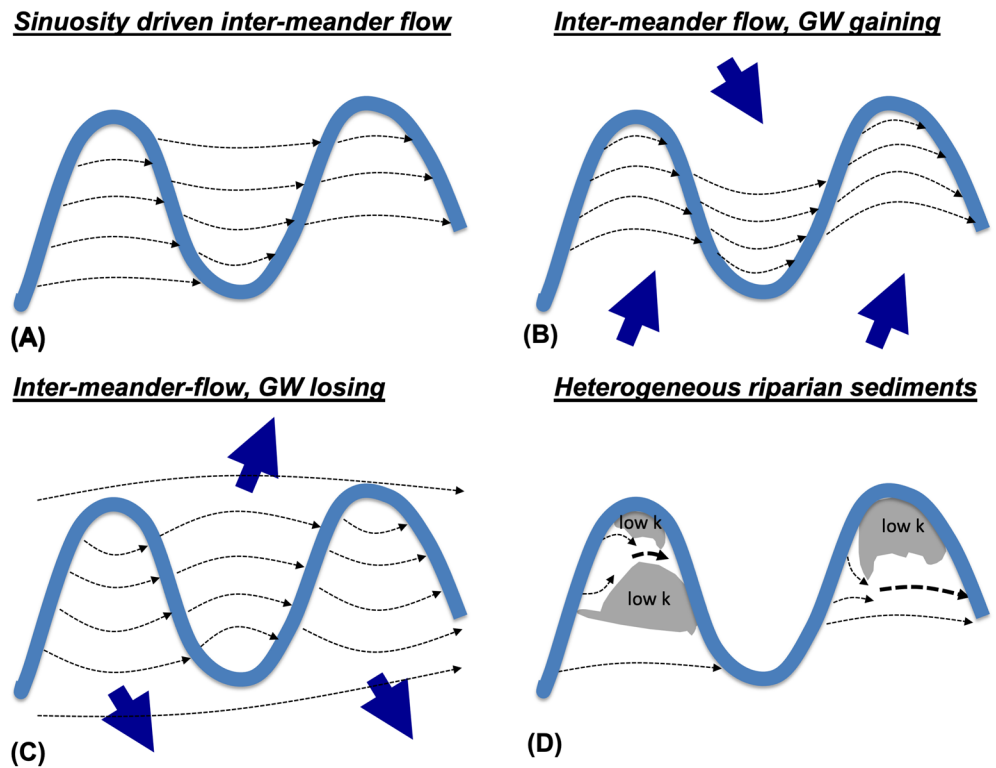 Sinuosity driven inter-meander flow
Inter-meander flow, GW gaining
(A)
(B)
Inter-meander-flow, GW losing
Heterogeneous riparian sediments
low k
low k
low k
(C)
(D)